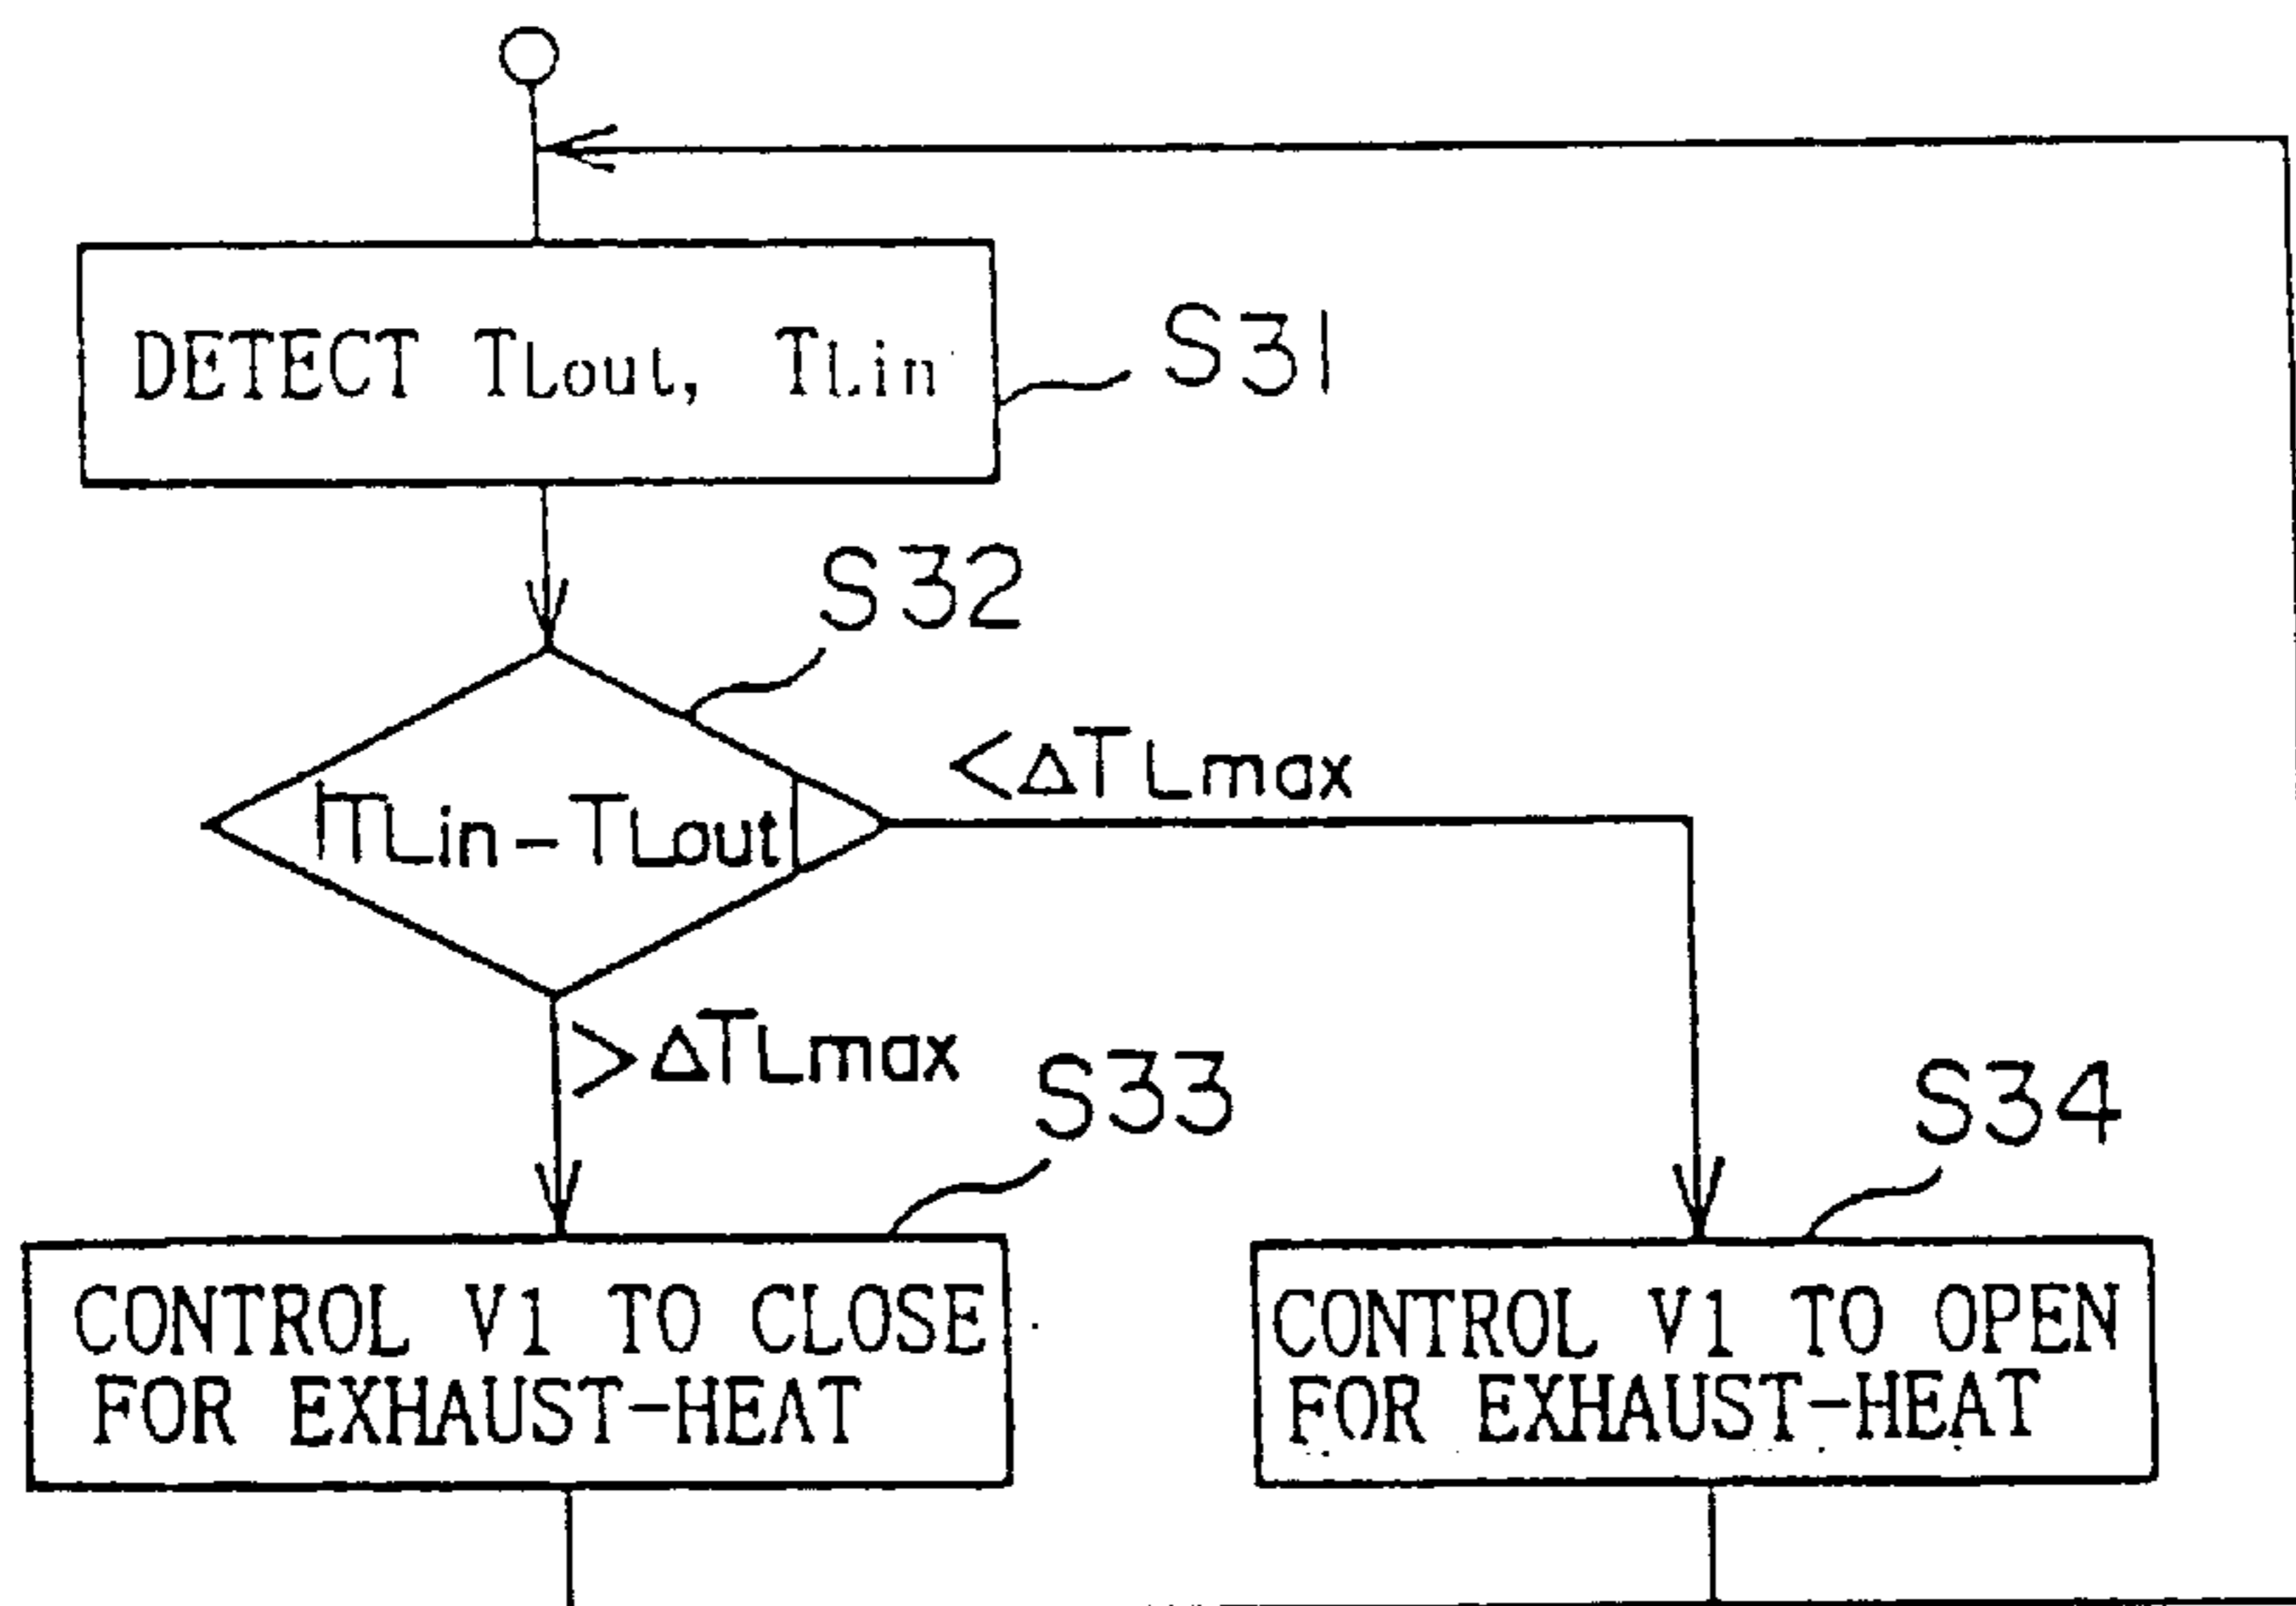 DETECT TLout, TLin
S31
S32
|TLin-TLout|
<ΔTLmax
>ΔTLmax
S33
S34
CONTROL V1 TO CLOSE
FOR EXHAUST-HEAT
CONTROL V1 TO OPEN
FOR EXHAUST-HEAT